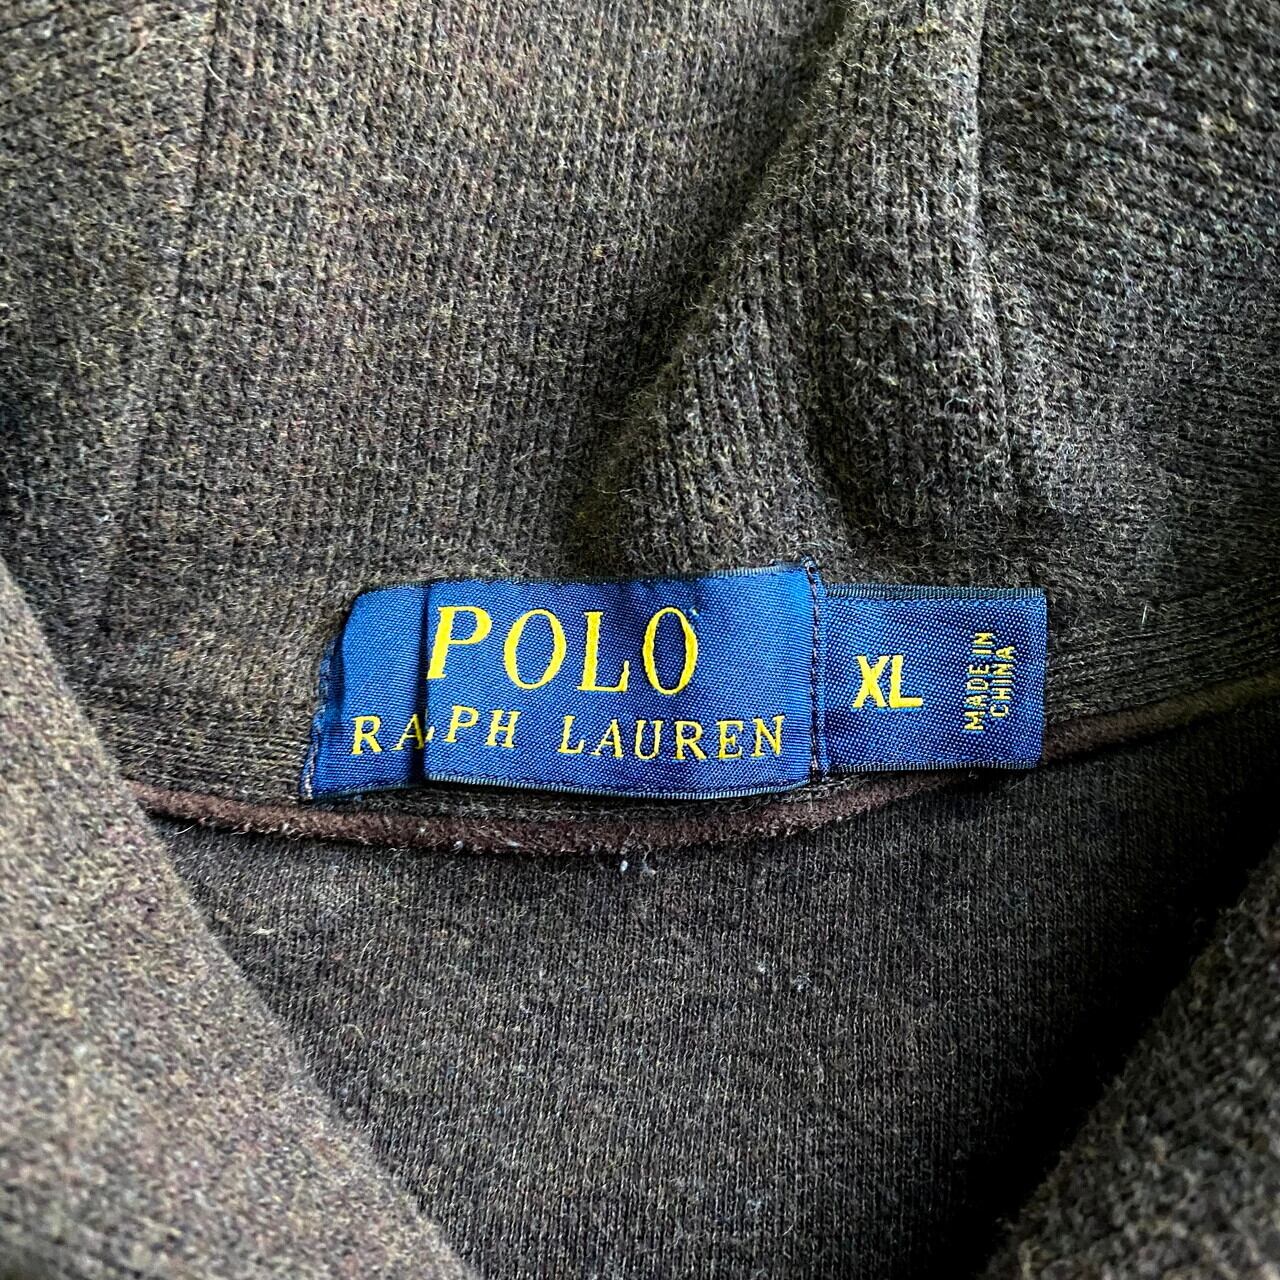 POLO
RALPH LAUREN
XL
MADE IN
CHINA